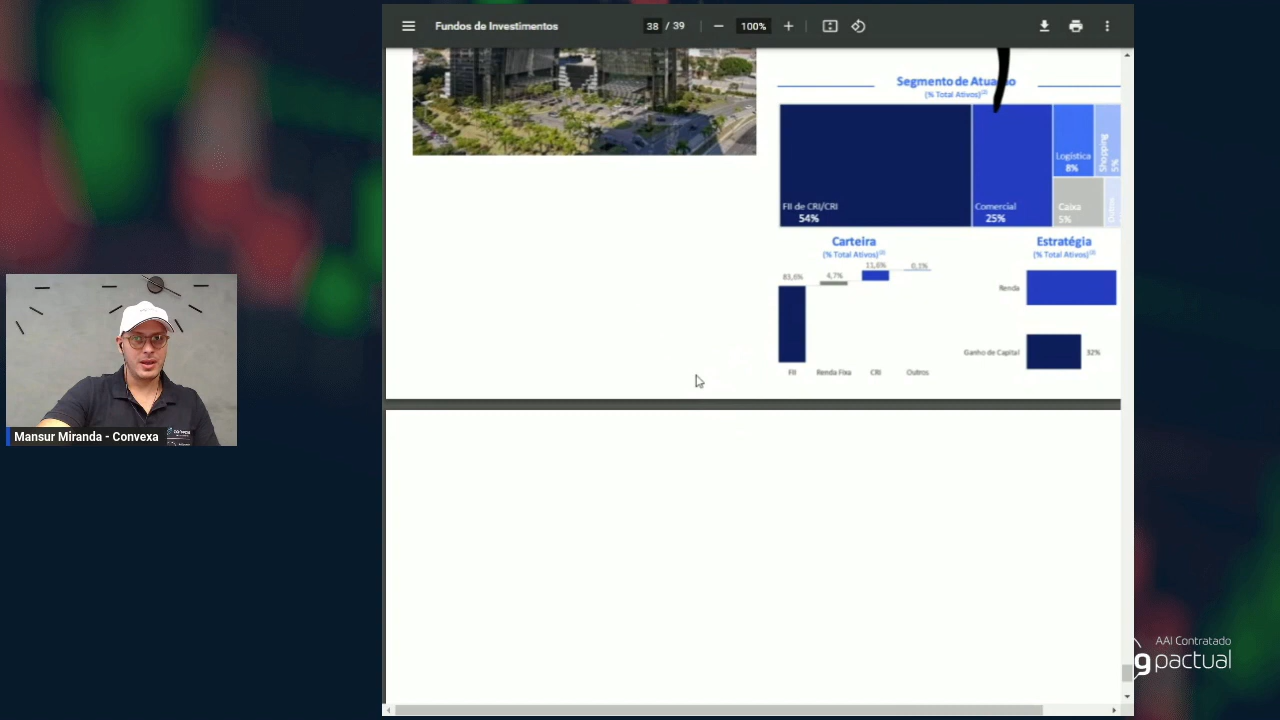 Fundos de Investimentos
38 / 39
100%
Segmento de Atua o
(% Total Ativos)
FII de CRI/CRI
54%
Comercial
25%
Logística
8%
Shopping
5%
Caixa
5%
Outros
Carteira
(% Total Ativos)
83,6%
4,7%
11,6%
0,1%
FII
Renda Fixa
CRI
Outros
Estratégia
(% Total Ativos)
Renda
Ganho de Capital
32%
Mansur Miranda - Convexa
AAI Contratado
g pactual